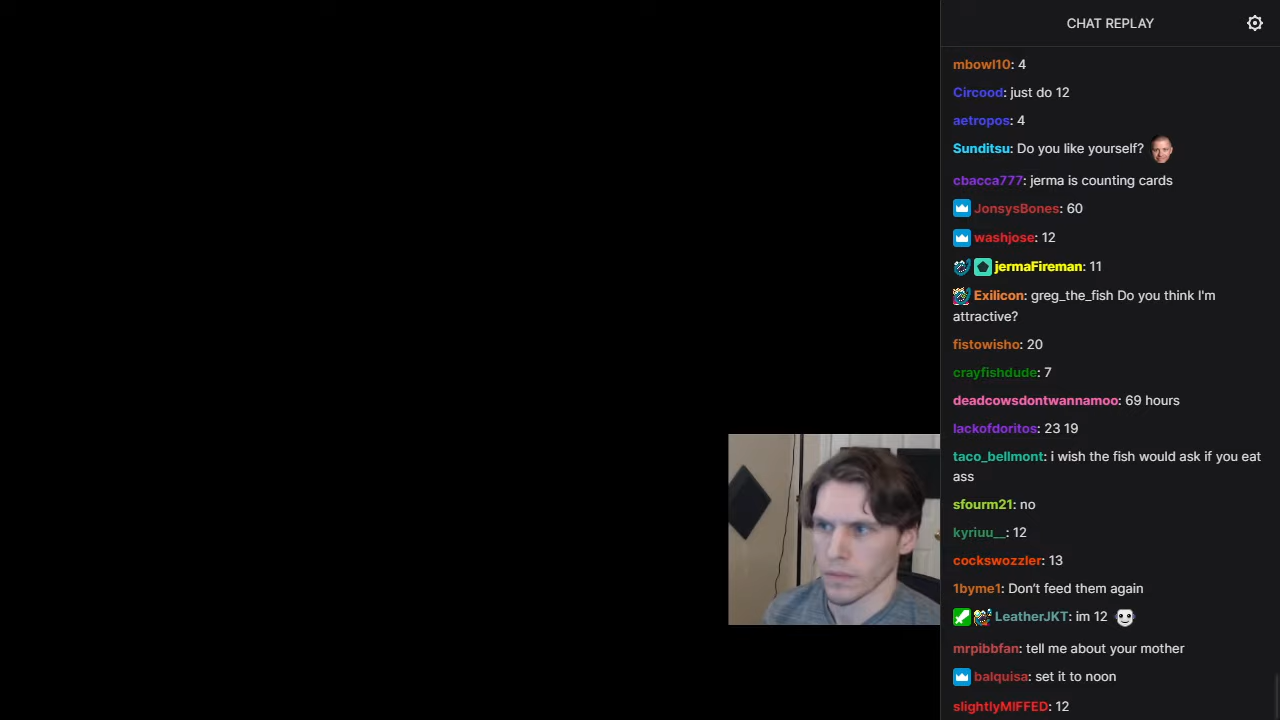 CHAT REPLAY
mbowl10: 4
Circood: just do 12
aetropos: 4
Sunditsu: Do you like yourself?
cbacca777: jerma is counting cards
JonsysBones: 60
washjose: 12
jermaFireman: 11
Exilicon: greg_the_fish Do you think I'm
attractive?
fistowisho: 20
crayfishdude: 7
deadcowsdontwannamoo: 69 hours
lackofdoritos: 23 19
taco_bellmont: i wish the fish would ask if you eat
ass
sfourm21: no
kyriuu__: 12
cockswozzler: 13
1byme1: Don’t feed them again
LeatherJKT: im 12
mrpibbfan: tell me about your mother
balquisa: set it to noon
slightlyMIFFED: 12